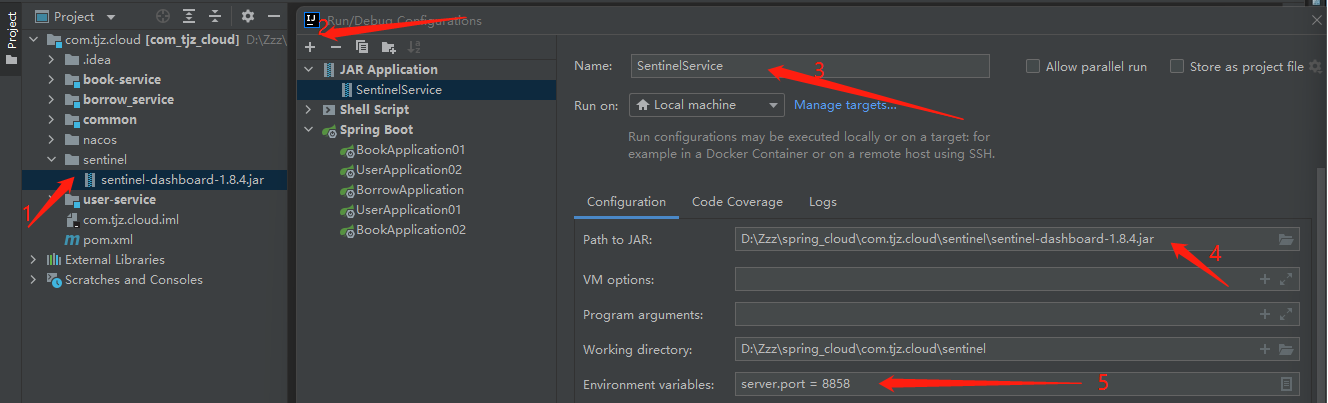 Project
Project
com.tjz.cloud [com_tjz_cloud] D:\Zzz\
.idea
book-service
borrow_service
common
nacos
sentinel
sentinel-dashboard-1.8.4.jar
user-service
com.tjz.cloud.iml
pom.xml
External Libraries
Scratches and Consoles
1
Run/Debug Configurations
2
JAR Application
SentinelService
Shell Script
Spring Boot
BookApplication01
UserApplication02
BorrowApplication
UserApplication01
BookApplication02
Name: SentinelService Allow parallel run Store as project file
3
Run on: Local machine Manage targets...
Run configurations may be executed locally or on a target: for
example in a Docker Container or on a remote host using SSH.
Configuration Code Coverage Logs
Path to JAR: D:\Zzz\spring_cloud\com.tjz.cloud\sentinel\sentinel-dashboard-1.8.4.jar
4
VM options:
Program arguments:
Working directory: D:\Zzz\spring_cloud\com.tjz.cloud\sentinel
Environment variables: server.port = 8858
5